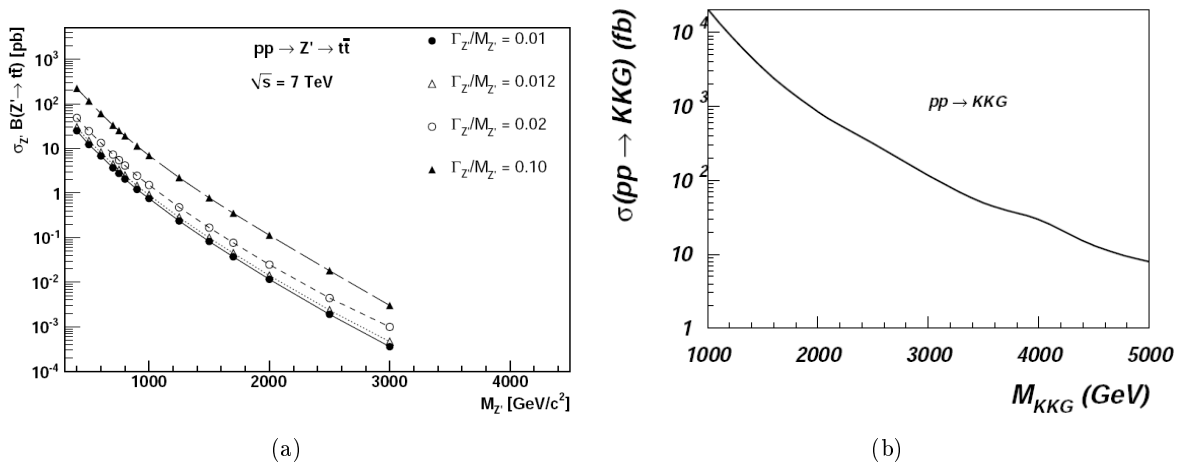 σ_Z' B(Z'→ tt̄) [pb]
10³
10²
10
1
10⁻¹
10⁻²
10⁻³
10⁻⁴
pp → Z' → tt̄
√s = 7 TeV
Γ_Z'/M_Z' = 0.01
Γ_Z'/M_Z' = 0.012
Γ_Z'/M_Z' = 0.02
Γ_Z'/M_Z' = 0.10
1000 2000 3000 4000
M_Z' [GeV/c²]
(a)
σ(pp → KKG) (fb)
10⁴
10³
10²
10
1
pp → KKG
1000 2000 3000 4000 5000
M_KKG (GeV)
(b)